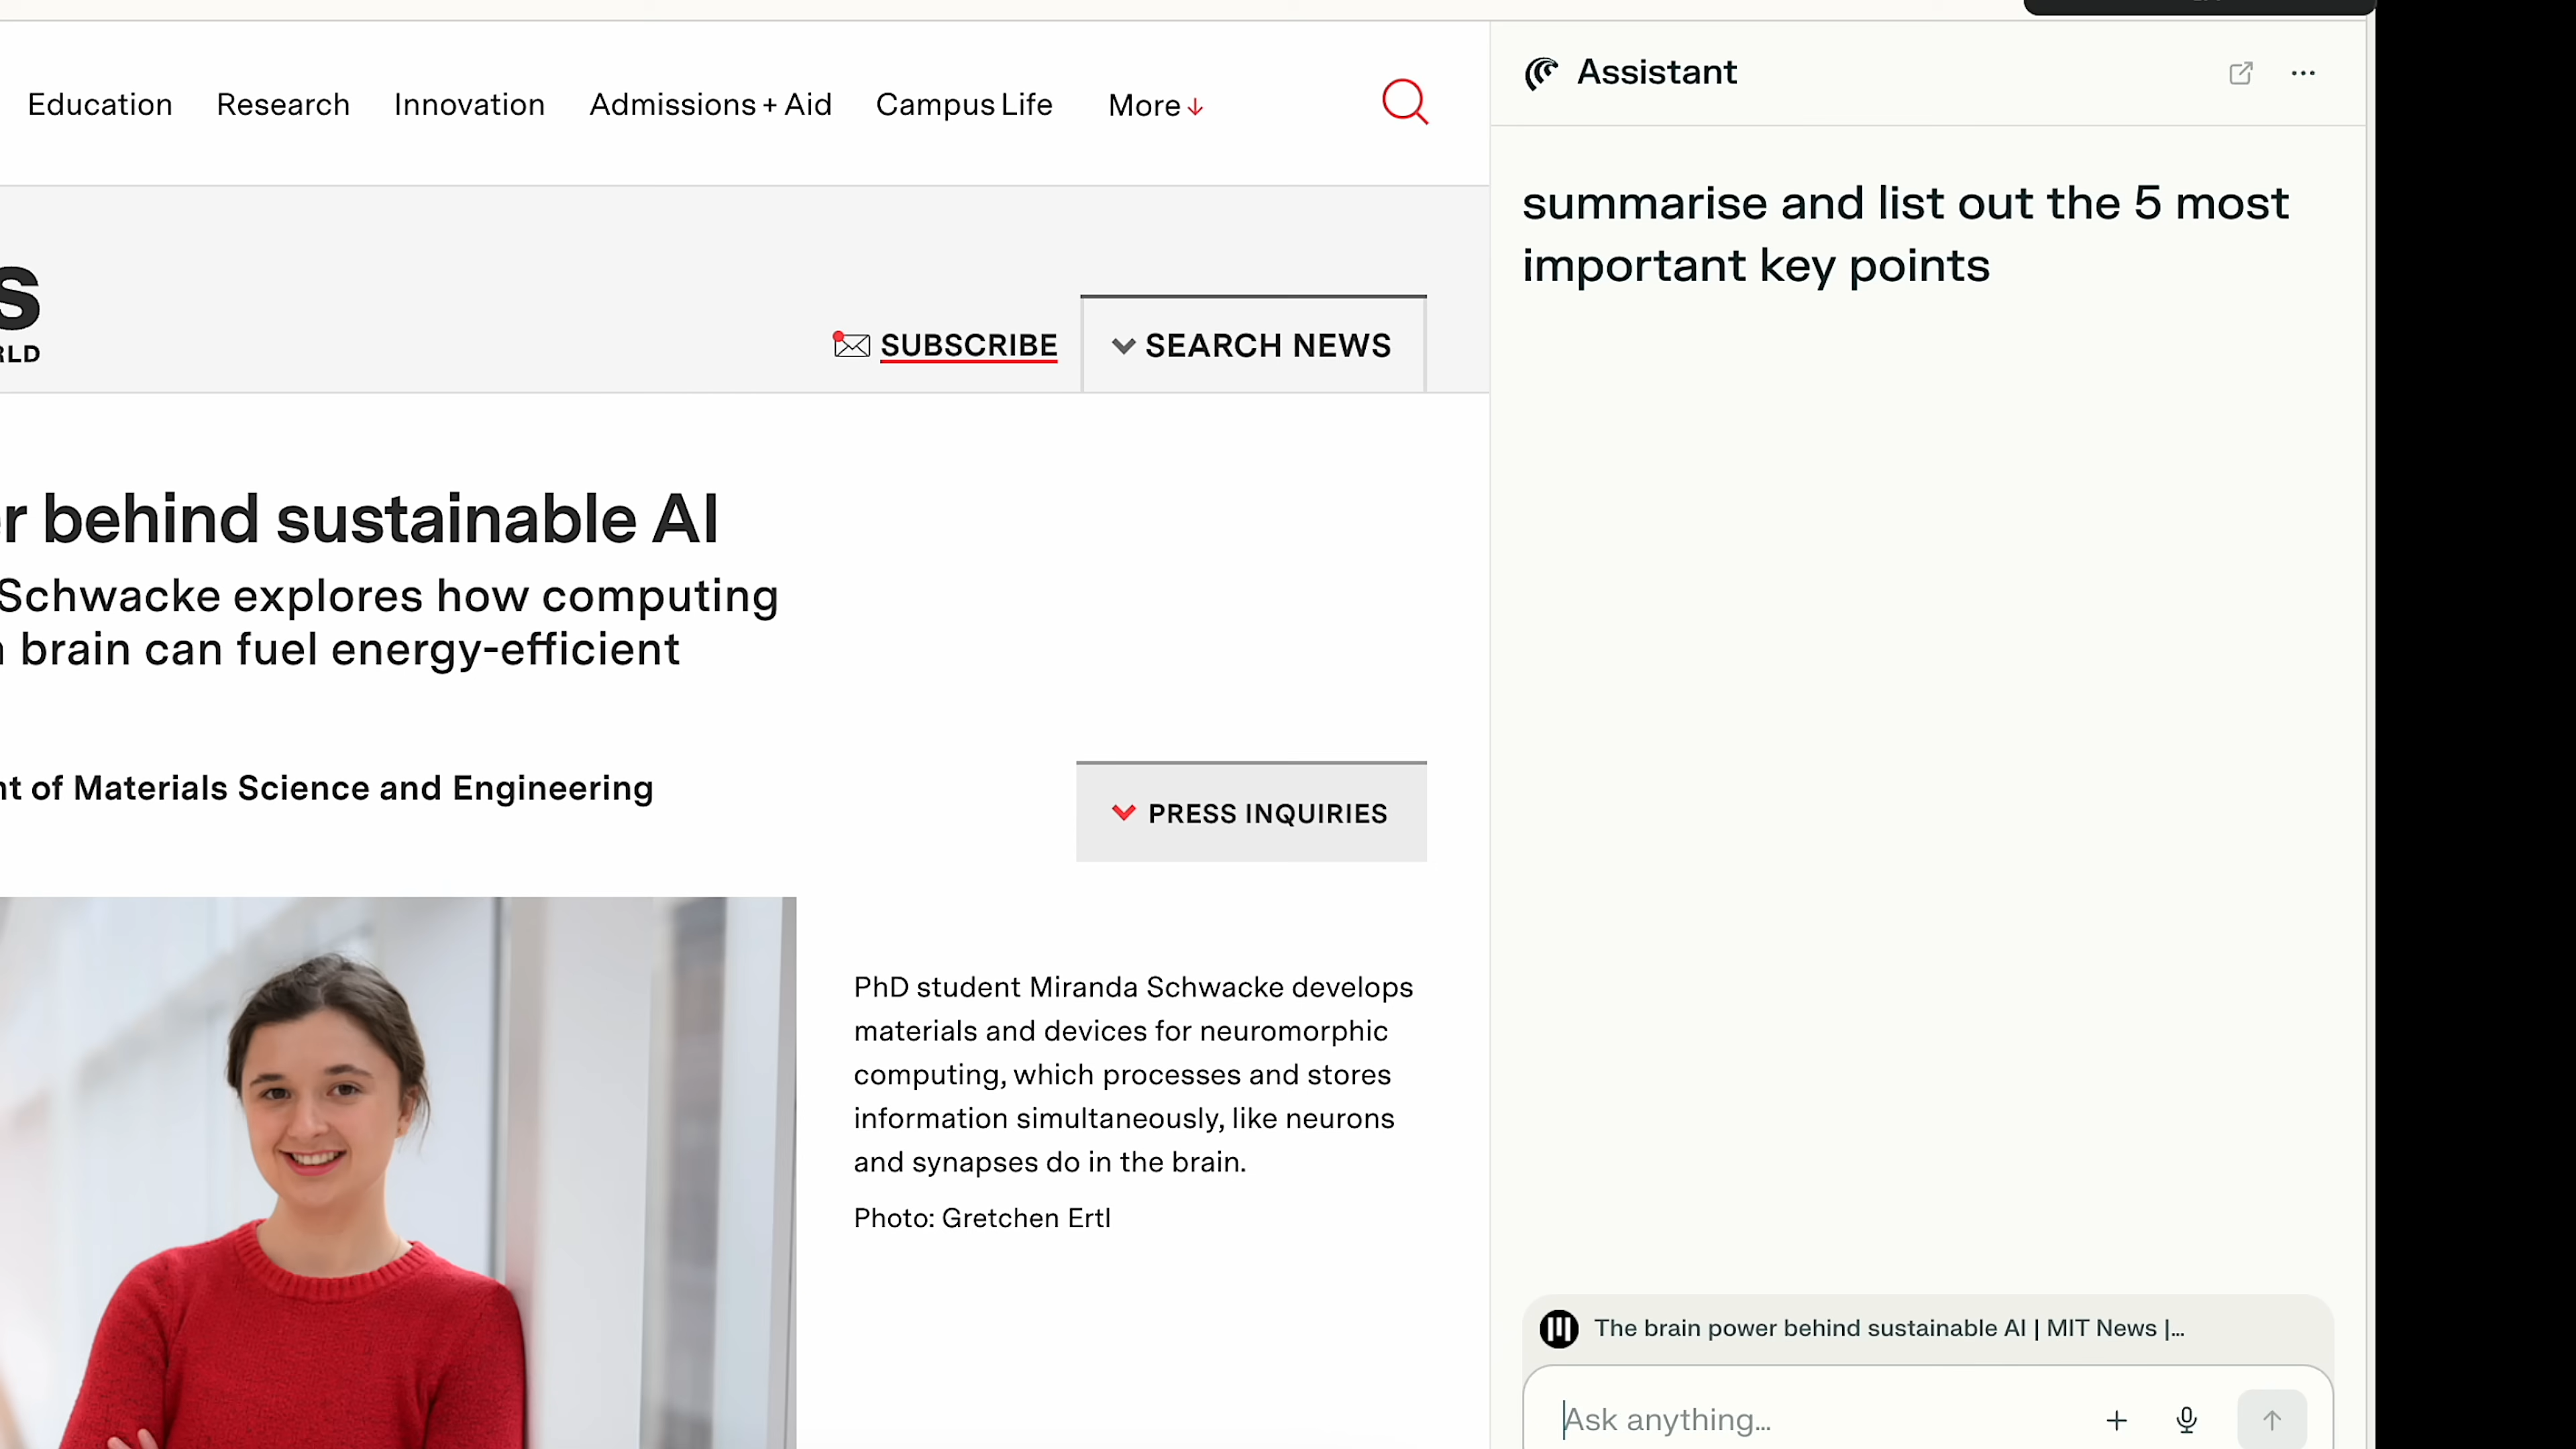 Education Research Innovation Admissions + Aid Campus Life More
SUBSCRIBE
SEARCH NEWS
behind sustainable AI
Schwacke explores how computing
brain can fuel energy-efficient
of Materials Science and Engineering
PRESS INQUIRIES
PhD student Miranda Schwacke develops
materials and devices for neuromorphic
computing, which processes and stores
information simultaneously, like neurons
and synapses do in the brain.
Photo: Gretchen Ertl
Assistant
summarise and list out the 5 most
important key points
The brain power behind sustainable AI | MIT News |...
Ask anything...